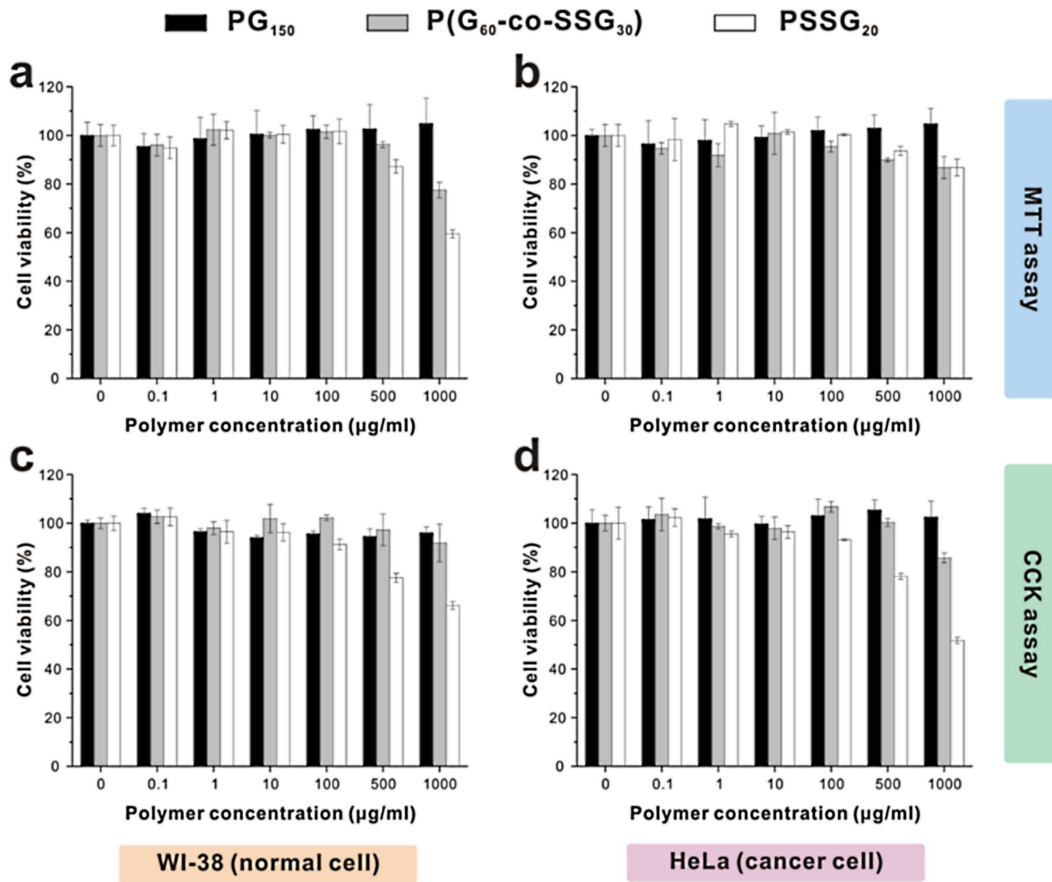 PG150 P(G60-co-SSG30) PSSG20
a
120
100
80
60
40
20
0
Cell viability (%)
0 0.1 1 10 100 500 1000
Polymer concentration (μg/ml)
b
120
100
80
60
40
20
0
Cell viability (%)
0 0.1 1 10 100 500 1000
Polymer concentration (μg/ml)
MTT assay
c
120
100
80
60
40
20
0
Cell viability (%)
0 0.1 1 10 100 500 1000
Polymer concentration (μg/ml)
d
120
100
80
60
40
20
0
Cell viability (%)
0 0.1 1 10 100 500 1000
Polymer concentration (μg/ml)
CCK assay
WI-38 (normal cell)
HeLa (cancer cell)